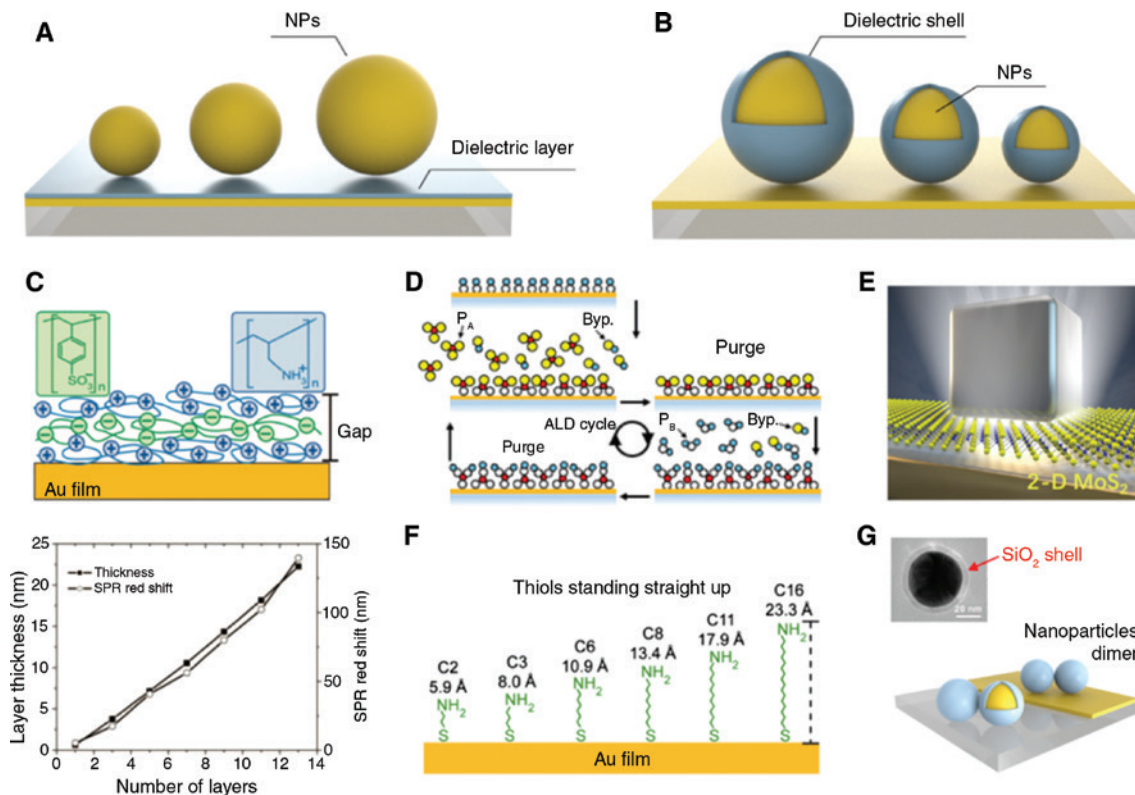 A
NPs
Dielectric layer
B
Dielectric shell
NPs
C
[ ]n
SO3−
[ ]n
NH3+
Gap
Au film
Layer thickness (nm)
25
20
15
10
5
0
Thickness
SPR red shift
150
100
50
0
SPR red shift (nm)
0 2 4 6 8 10 12 14
Number of layers
D
PA
Byp.
Purge
ALD cycle
PB
Byp.
Purge
E
2-D MoS2
F
Thiols standing straight up
C2
5.9 Å
NH2
S
C3
8.0 Å
NH2
S
C6
10.9 Å
NH2
S
C8
13.4 Å
NH2
S
C11
17.9 Å
NH2
S
C16
23.3 Å
NH2
S
Au film
G
SiO2 shell
20 nm
Nanoparticles
dimer